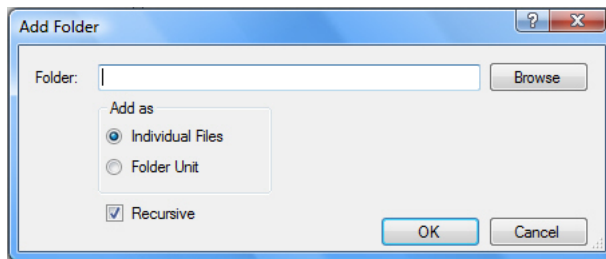 Add Folder
?
Folder:
Browse
Add as
Individual Files
Folder Unit
Recursive
OK
Cancel